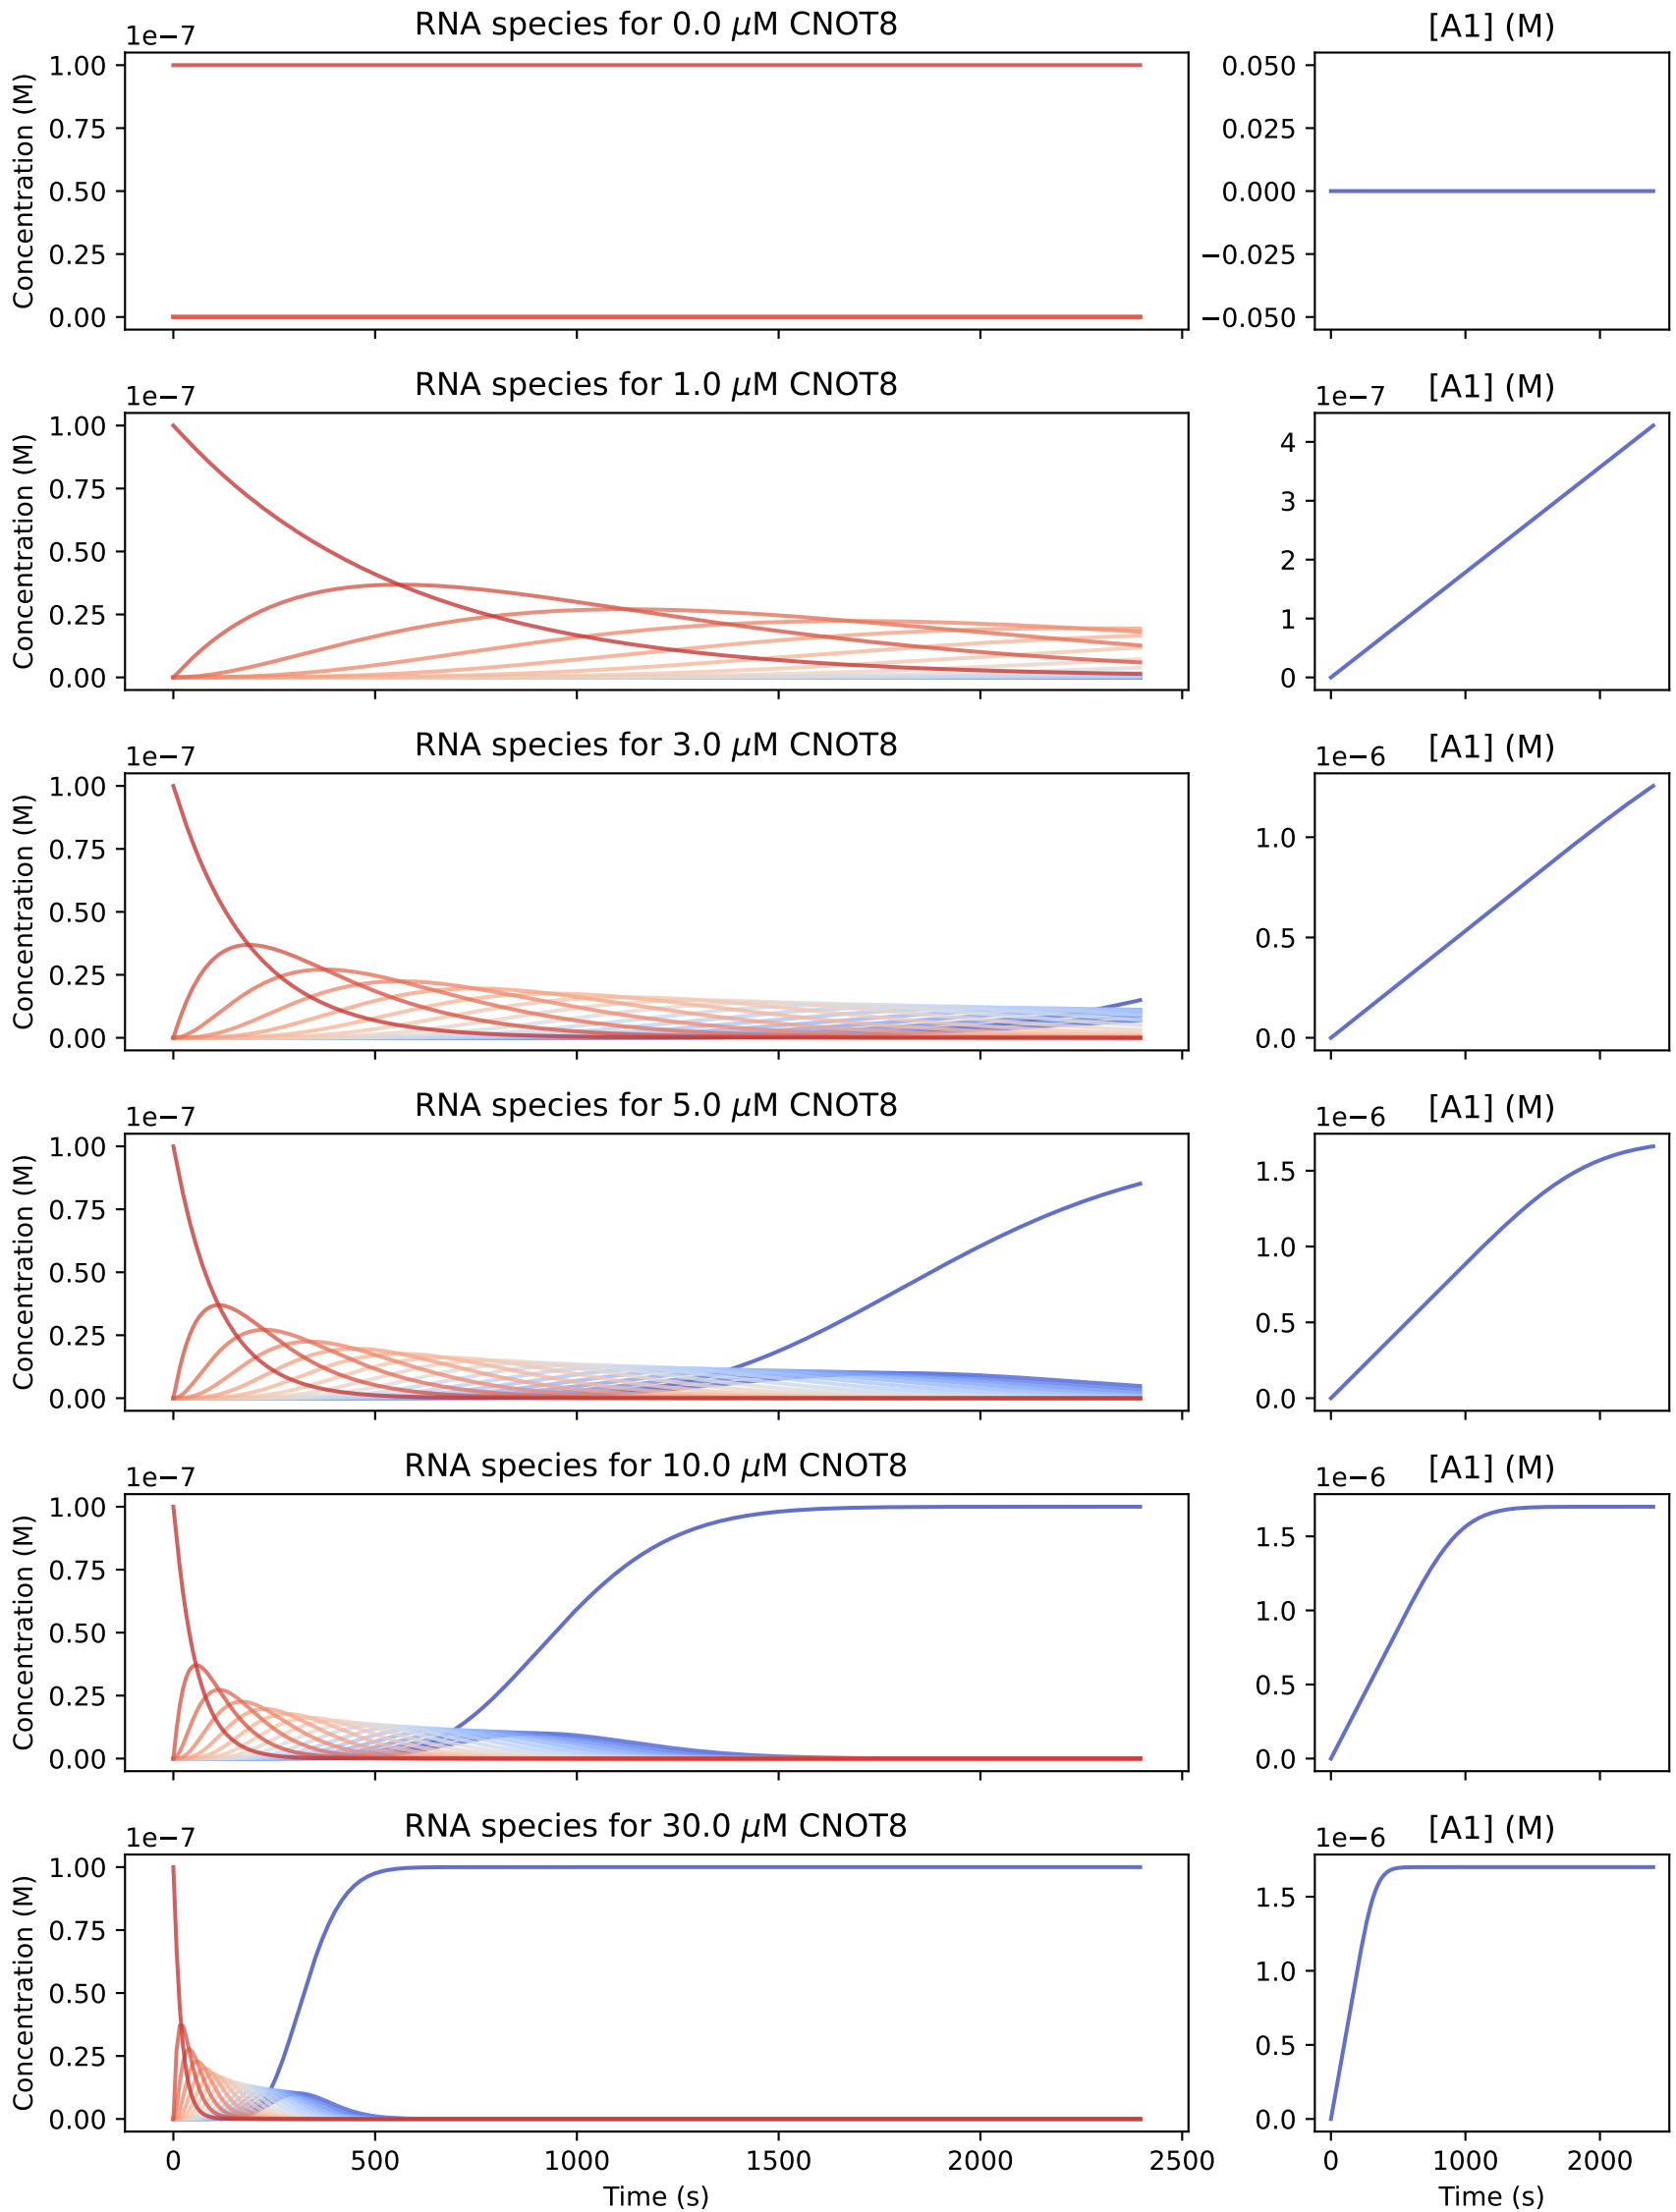 RNA species for 0.0 μM CNOT8
[A1] (M)
1e−7
Concentration (M)
1.00
0.75
0.50
0.25
0.00
0.050
0.025
0.000
−0.025
−0.050
RNA species for 1.0 μM CNOT8
[A1] (M)
1e−7
1e−7
Concentration (M)
1.00
0.75
0.50
0.25
0.00
4
3
2
1
0
RNA species for 3.0 μM CNOT8
[A1] (M)
1e−7
1e−6
Concentration (M)
1.00
0.75
0.50
0.25
0.00
1.0
0.5
0.0
RNA species for 5.0 μM CNOT8
[A1] (M)
1e−7
1e−6
Concentration (M)
1.00
0.75
0.50
0.25
0.00
1.5
1.0
0.5
0.0
RNA species for 10.0 μM CNOT8
[A1] (M)
1e−7
1e−6
Concentration (M)
1.00
0.75
0.50
0.25
0.00
1.5
1.0
0.5
0.0
RNA species for 30.0 μM CNOT8
[A1] (M)
1e−7
1e−6
Concentration (M)
1.00
0.75
0.50
0.25
0.00
1.5
1.0
0.5
0.0
0 500 1000 1500 2000 2500
Time (s)
0 1000 2000
Time (s)